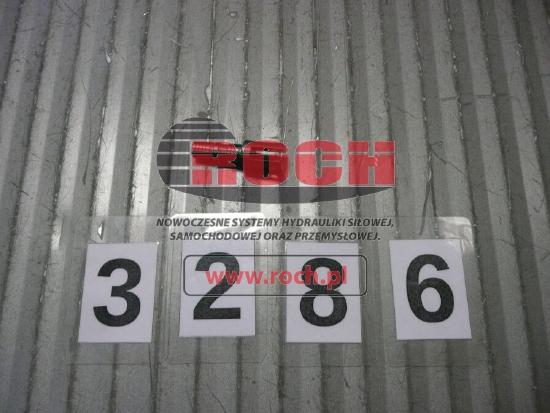 ROCH
NOWOCZESNE SYSTEMY HYDRAULIKI SIŁOWEJ,
SAMOCHODOWEJ ORAZ PRZEMYSŁOWEJ.
www.roch.pl
3 2 8 6